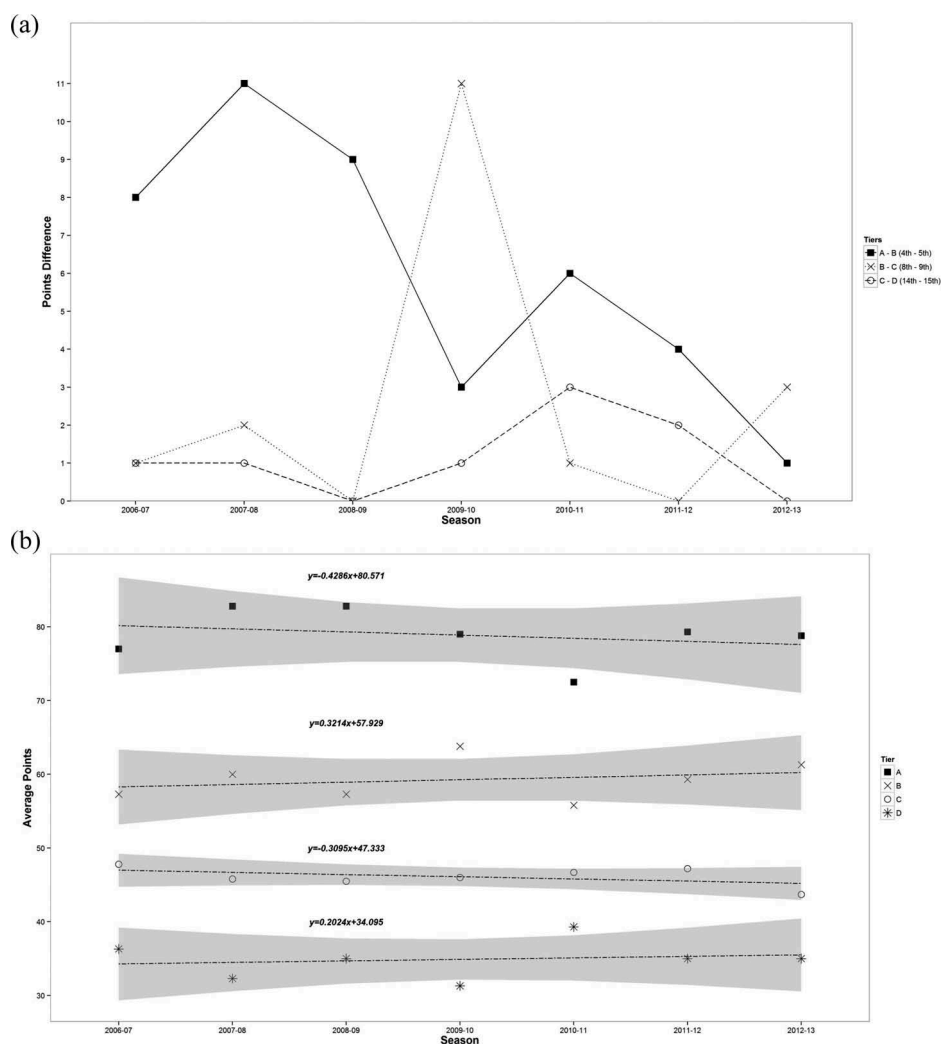 (a)
11
10
9
8
7
6
5
4
3
2
1
0
Points Difference
2006-07 2007-08 2008-09 2009-10 2010-11 2011-12 2012-13
Season
Tiers
A - B (4th - 5th)
B - C (8th - 9th)
C - D (14th - 15th)
(b)
y=-0.4286x+80.571
80
70
y=0.3214x+57.929
60
Average Points
50
y=-0.3095x+47.333
40
y=0.2024x+34.095
30
2006-07 2007-08 2008-09 2009-10 2010-11 2011-12 2012-13
Season
Tier
A
B
C
D